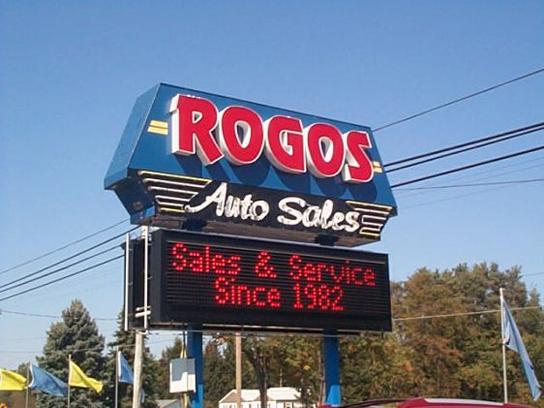 ROGOS
Auto Sales
Sales & Service
Since 1982